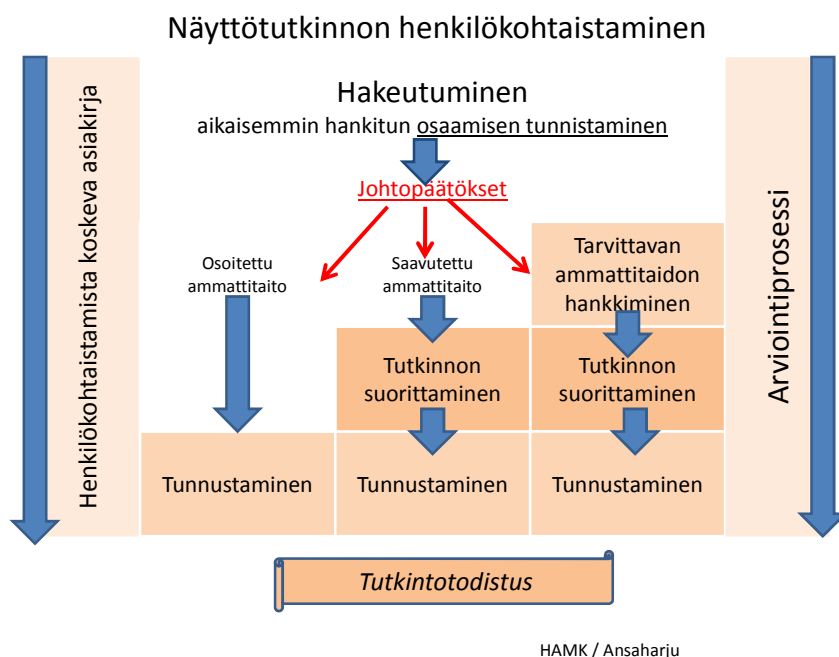 Näyttötutkinnon henkilökohtaistaminen
Henkilökohtaistamista koskeva asiakirja
Hakeutuminen
aikaisemmin hankitun osaamisen tunnistaminen
Johtopäätökset
Osoitettu
ammattitaito
Saavutettu
ammattitaito
Tarvittavan
ammattitaidon
hankkiminen
Tutkinnon
suorittaminen
Tutkinnon
suorittaminen
Tunnustaminen
Tunnustaminen
Tunnustaminen
Arviointiprosessi
Tutkintotodistus
HAMK / Ansaharju